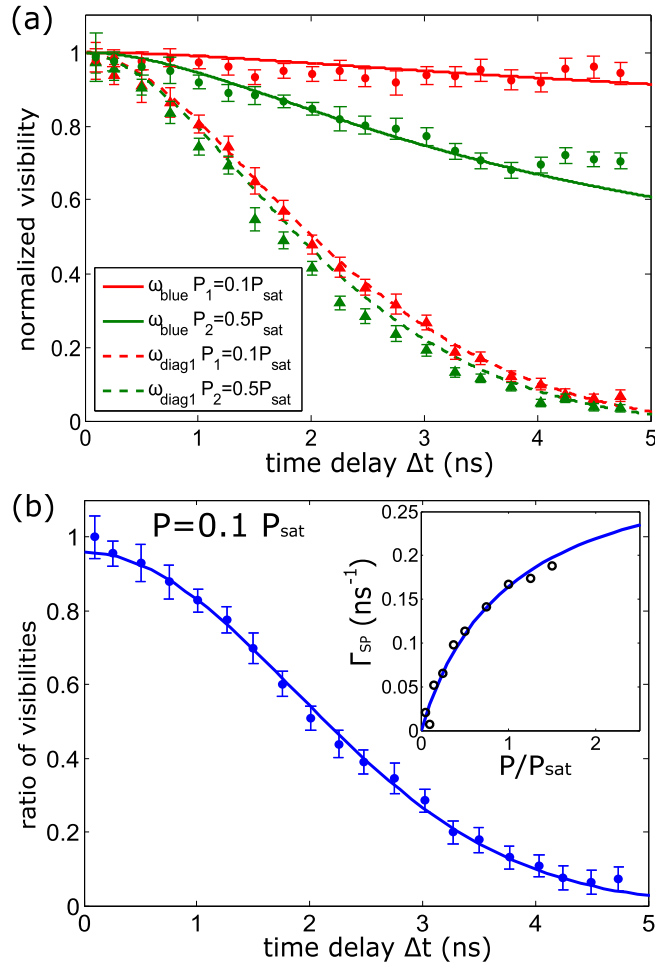 (a)
normalized visibility
1
0.8
0.6
0.4
0.2
0
ω_blue P_1=0.1P_sat
ω_blue P_2=0.5P_sat
ω_diag1 P_1=0.1P_sat
ω_diag1 P_2=0.5P_sat
0 1 2 3 4 5
time delay Δt (ns)
(b)
P=0.1 P_sat
ratio of visibilities
1
0.8
0.6
0.4
0.2
0
0 1 2 3 4 5
time delay Δt (ns)
Γ_SP (ns⁻¹)
0.25
0.2
0.15
0.1
0.05
0
0 1 2
P/P_sat